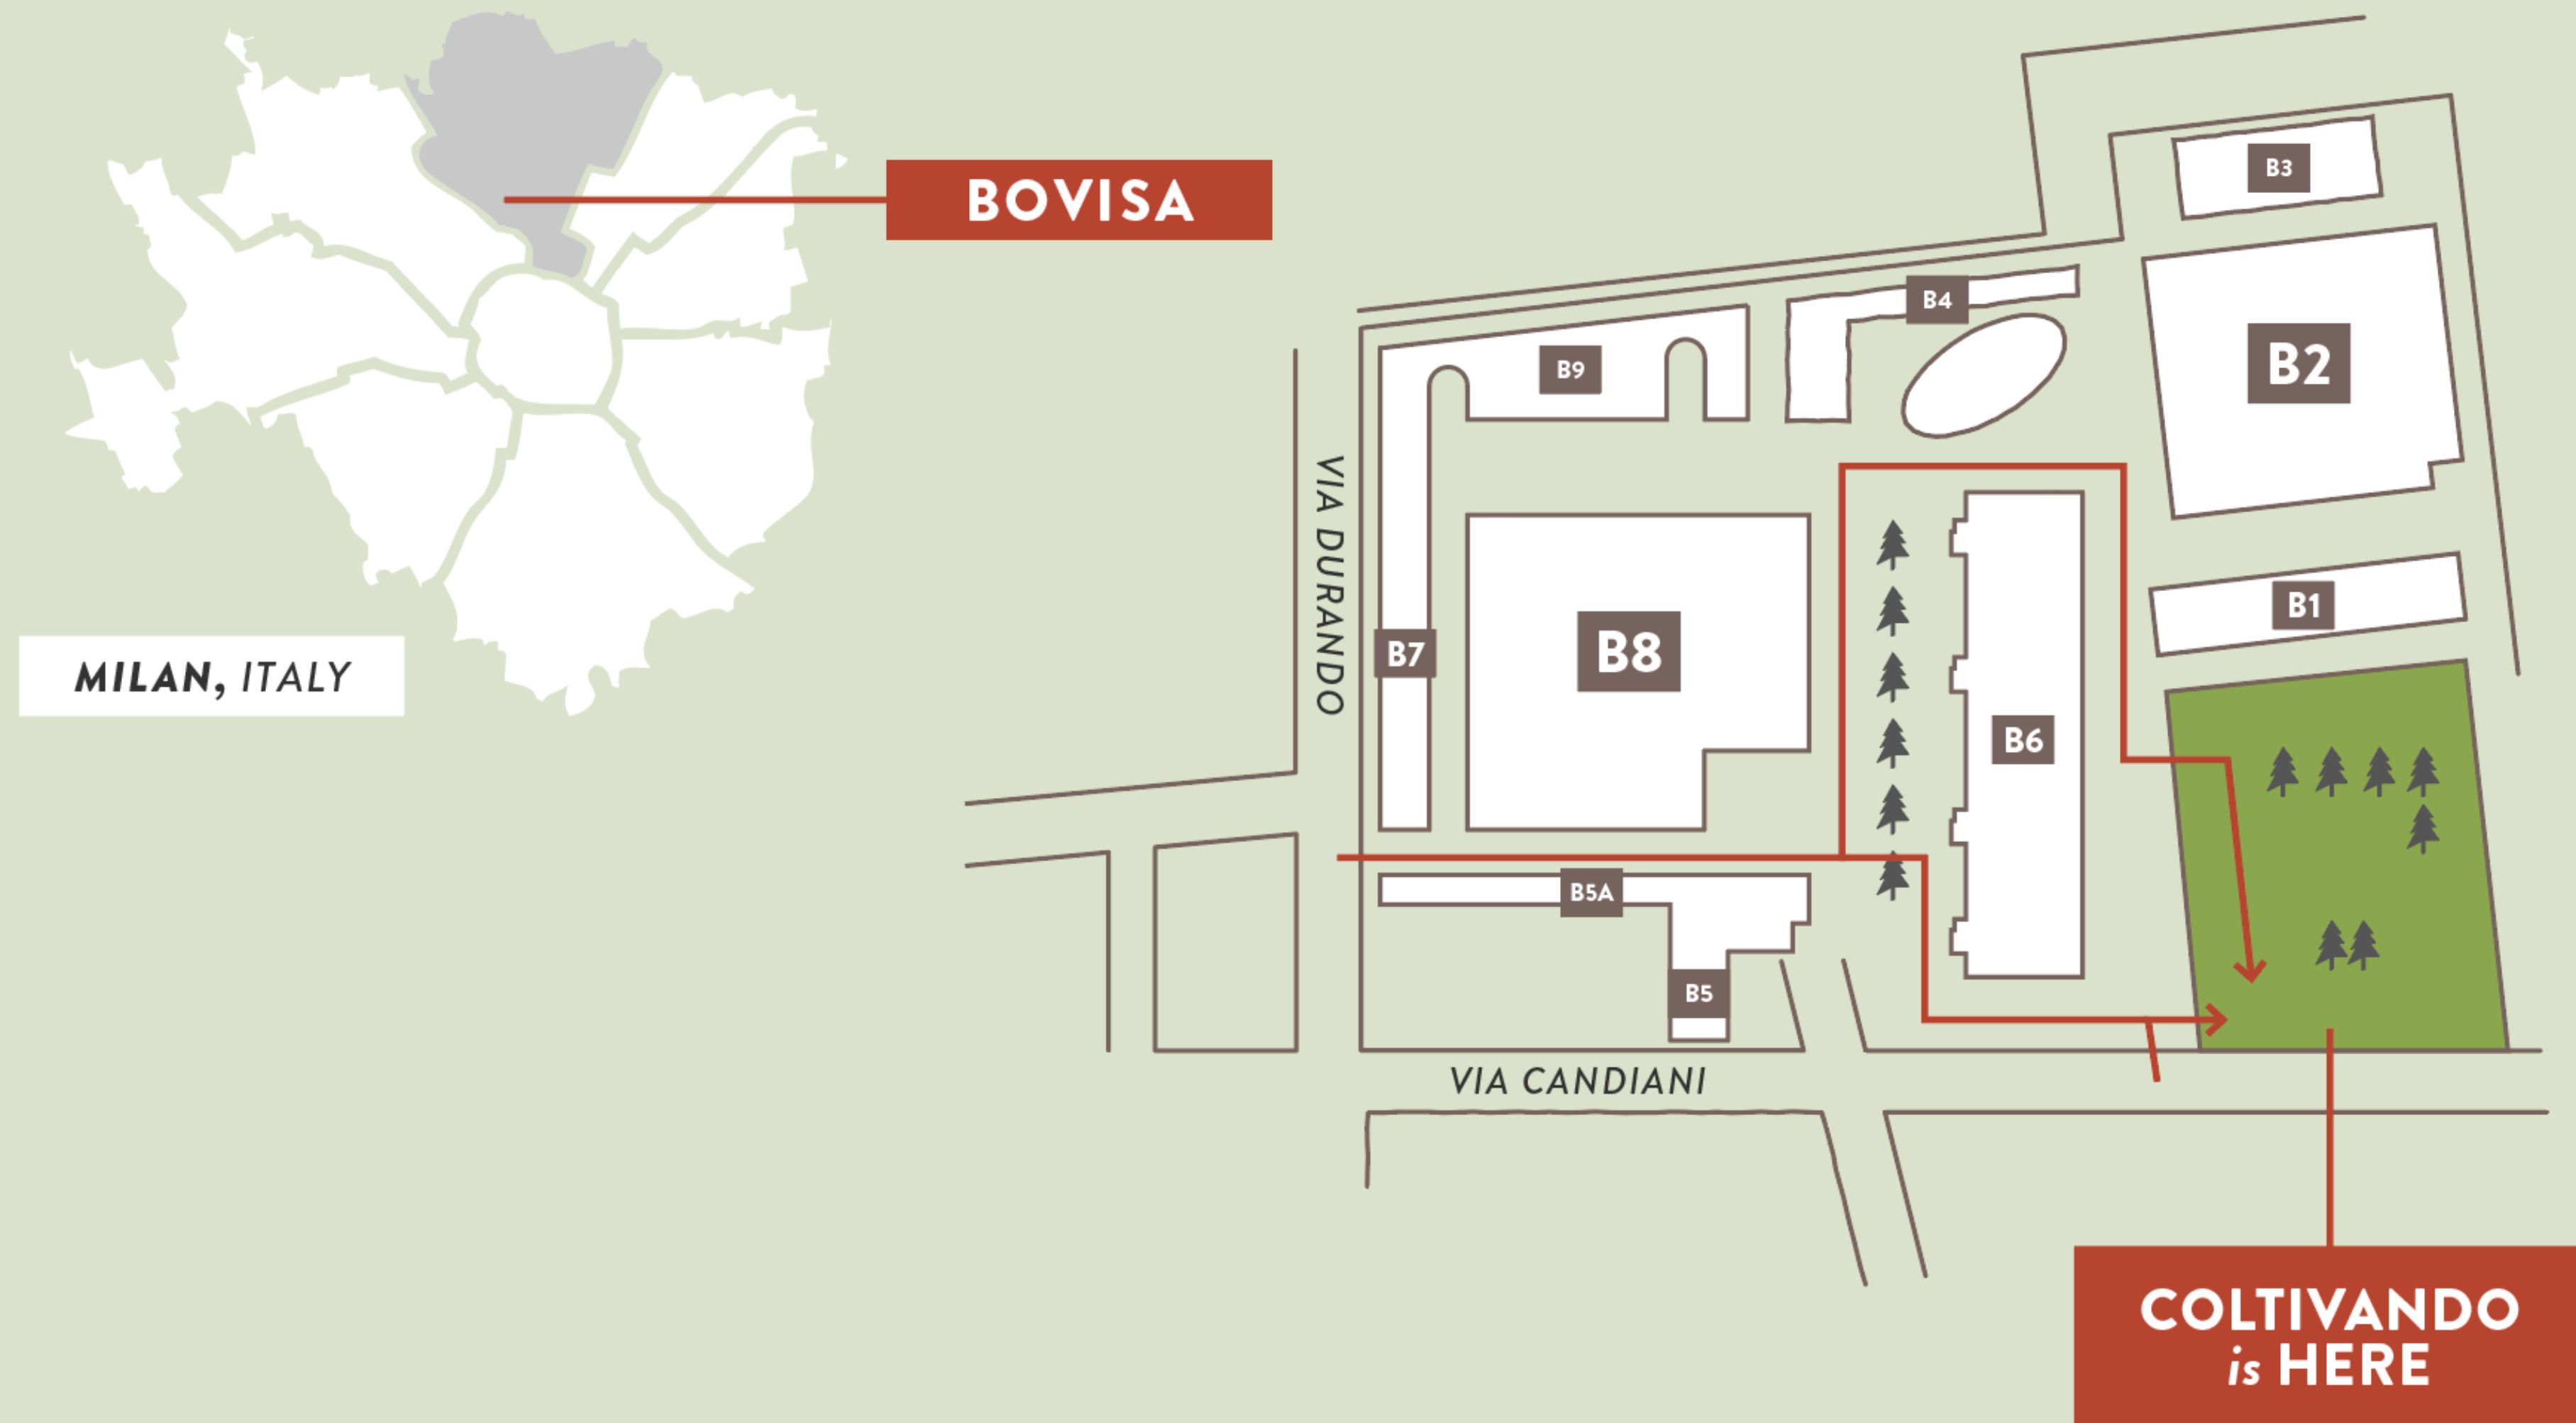 BOVISA
MILAN, ITALY
B3
B4
B2
B9
VIA DURANDO
B1
B7
B8
B6
B5A
B5
VIA CANDIANI
COLTIVANDO
is HERE